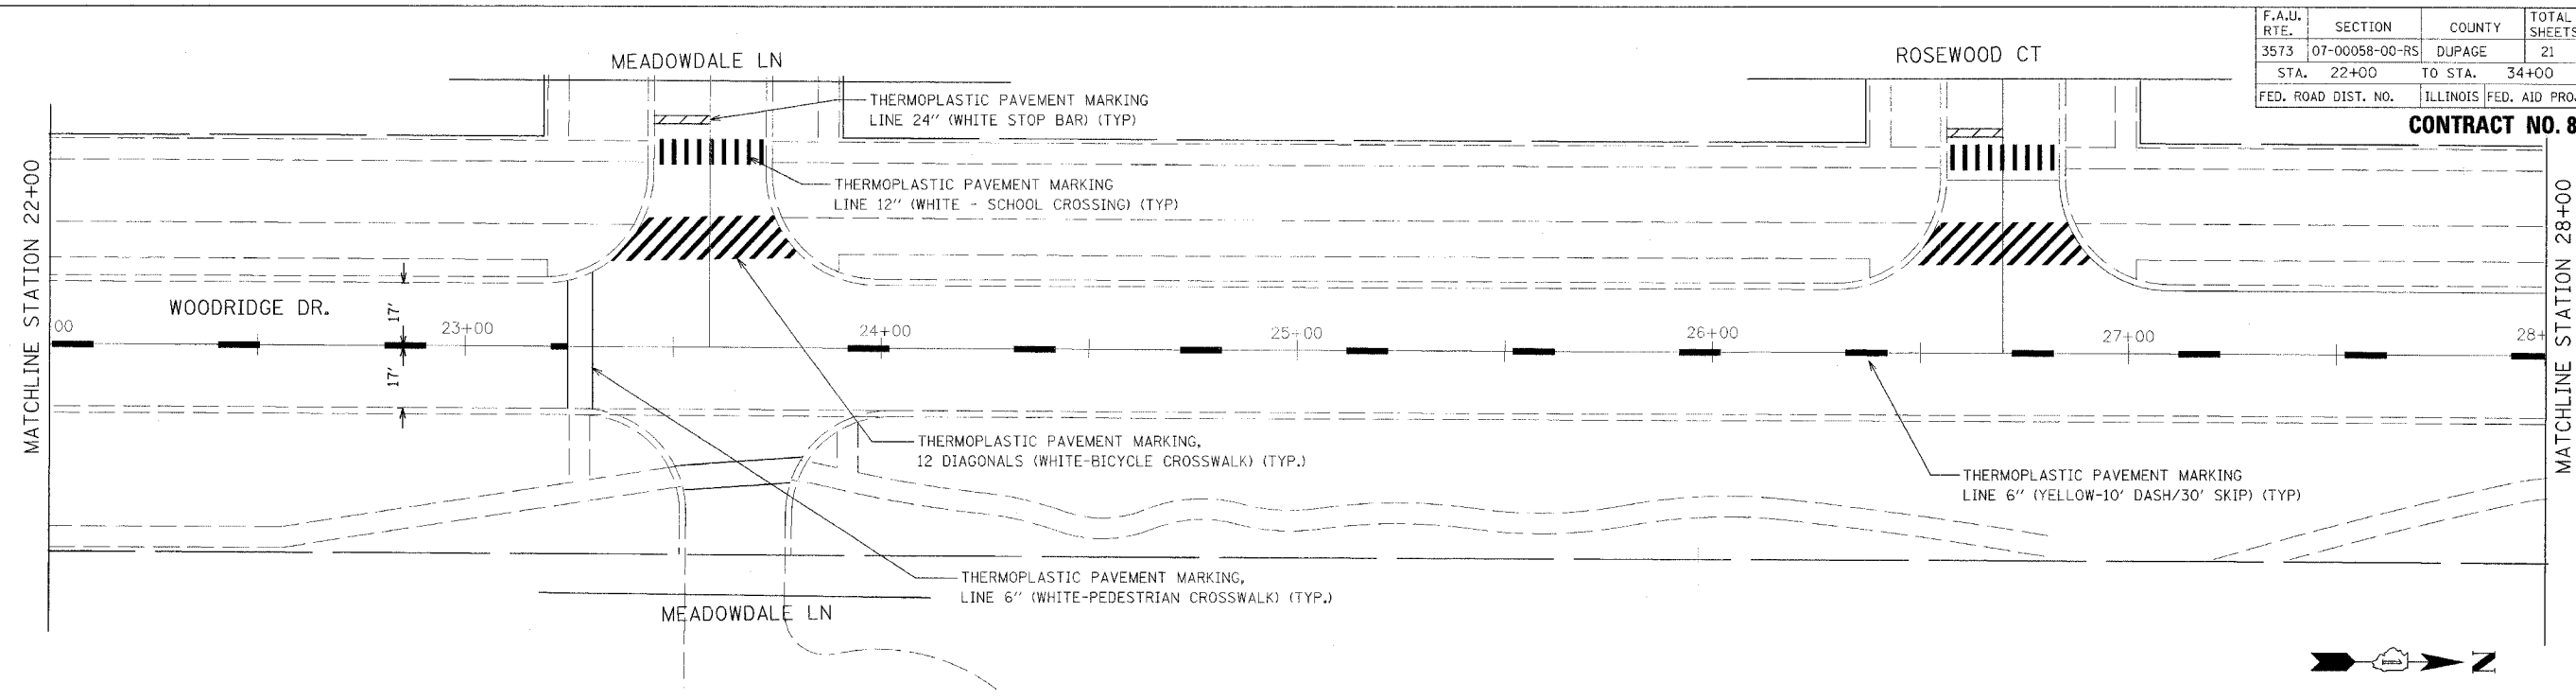 F.A.U. RTE. SECTION COUNTY TOTAL SHEETS
3573 07-00058-00-RS DUPAGE 21
STA. 22+00 TO STA. 34+00
FED. ROAD DIST. NO. ILLINOIS FED. AID PROJ
CONTRACT NO. 8
MEADOWDALE LN
ROSEWOOD CT
THERMOPLASTIC PAVEMENT MARKING
LINE 24" (WHITE STOP BAR) (TYP)
THERMOPLASTIC PAVEMENT MARKING
LINE 12" (WHITE - SCHOOL CROSSING) (TYP)
MATCHLINE STATION 22+00
MATCHLINE STATION 28+00
WOODRIDGE DR.
17'
17'
00
23+00
24+00
25+00
26+00
27+00
28+
THERMOPLASTIC PAVEMENT MARKING,
12 DIAGONALS (WHITE-BICYCLE CROSSWALK) (TYP.)
THERMOPLASTIC PAVEMENT MARKING
LINE 6" (YELLOW-10' DASH/30' SKIP) (TYP)
THERMOPLASTIC PAVEMENT MARKING,
LINE 6" (WHITE-PEDESTRIAN CROSSWALK) (TYP.)
MEADOWDALE LN
N